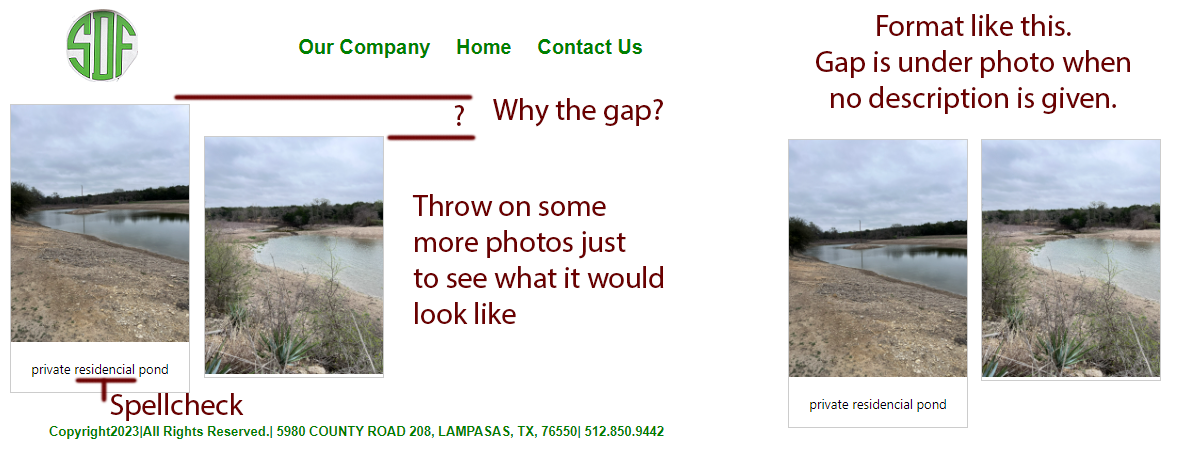 SDF
Our Company Home Contact Us
? Why the gap?
Throw on some
more photos just
to see what it would
look like
private residencial pond
Spellcheck
Copyright2023|All Rights Reserved.| 5980 COUNTY ROAD 208, LAMPASAS, TX, 76550| 512.850.9442
Format like this.
Gap is under photo when
no description is given.
private residencial pond